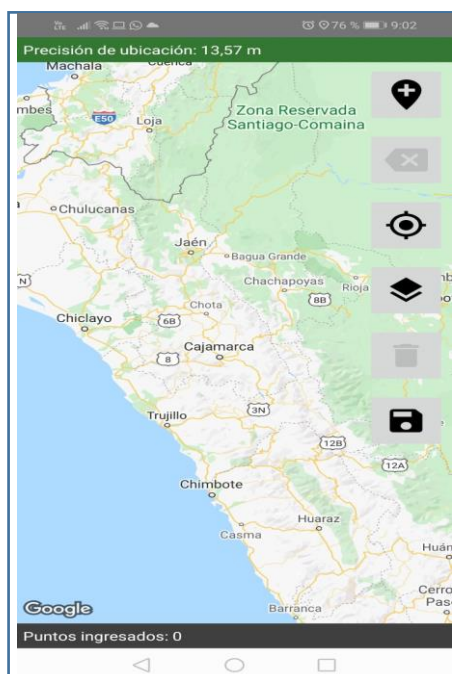 76 % 9:02
Precisión de ubicación: 13,57 m
Machala
Cuenca
mbes
E50
Loja
Zona Reservada
Santiago-Comaina
Chulucanas
Jaén
Bagua Grande
N
Chachapoyas
Rioja
8B
Chota
Chiclayo
6B
Cajamarca
8
Trujillo
3N
12B
12A
Chimbote
Huaraz
Casma
Huán
Cerro
Pas
Google
Barranca
Puntos ingresados: 0